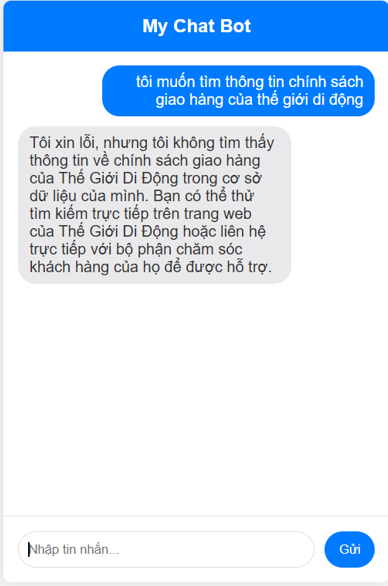 My Chat Bot
tôi muốn tìm thông tin chính sách
giao hàng của thế giới di động
Tôi xin lỗi, nhưng tôi không tìm thấy
thông tin về chính sách giao hàng
của Thế Giới Di Động trong cơ sở
dữ liệu của mình. Bạn có thể thử
tìm kiếm trực tiếp trên trang web
của Thế Giới Di Động hoặc liên hệ
trực tiếp với bộ phận chăm sóc
khách hàng của họ để được hỗ trợ.
Nhập tin nhắn...
Gửi